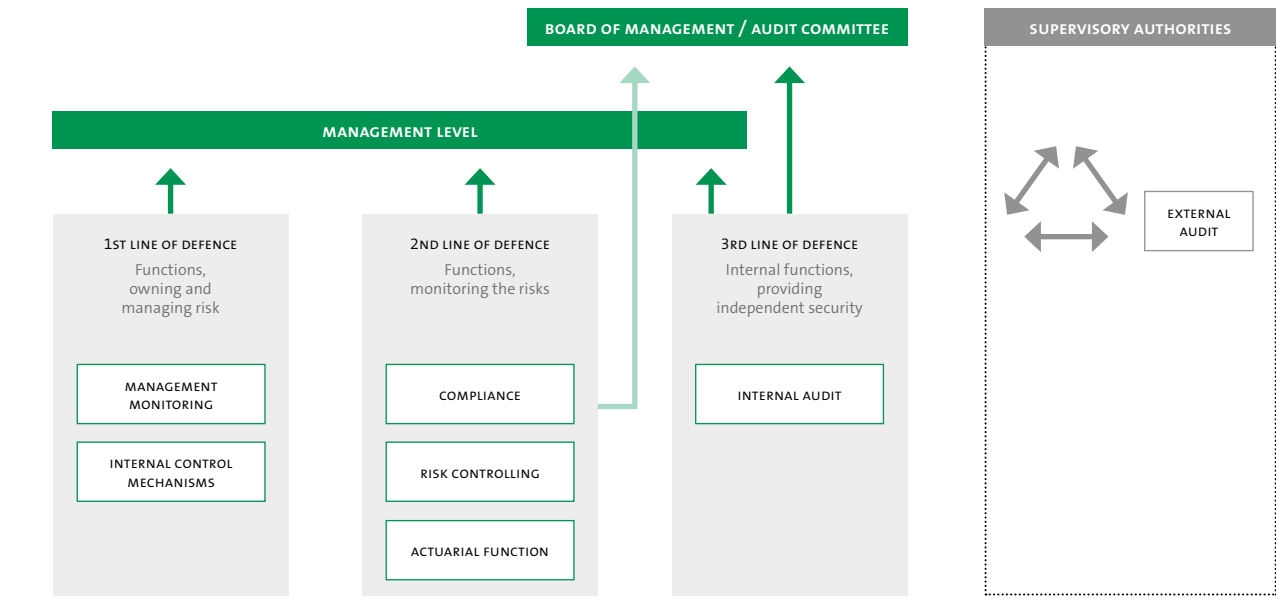 BOARD OF MANAGEMENT / AUDIT COMMITTEE
SUPERVISORY AUTHORITIES
MANAGEMENT LEVEL
1ST LINE OF DEFENCE
Functions,
owning and
managing risk
MANAGEMENT
MONITORING
INTERNAL CONTROL
MECHANISMS
2ND LINE OF DEFENCE
Functions,
monitoring the risks
COMPLIANCE
RISK CONTROLLING
ACTUARIAL FUNCTION
3RD LINE OF DEFENCE
Internal functions,
providing
independent security
INTERNAL AUDIT
EXTERNAL
AUDIT